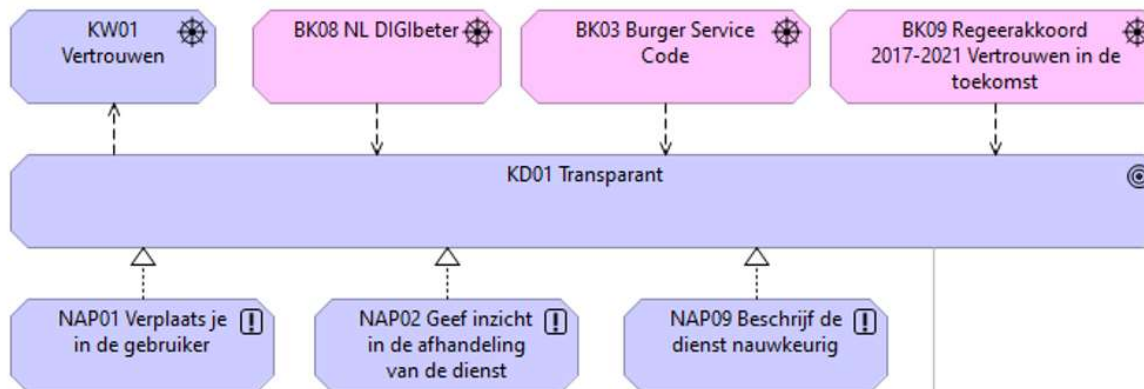 KW01
Vertrouwen
BK08 NL DIGIbeter
BK03 Burger Service
Code
BK09 Regeerakkoord
2017-2021 Vertrouwen in de
toekomst
KD01 Transparant
NAP01 Verplaats je
in de gebruiker
NAP02 Geef inzicht
in de afhandeling
van de dienst
NAP09 Beschrijf de
dienst nauwkeurig